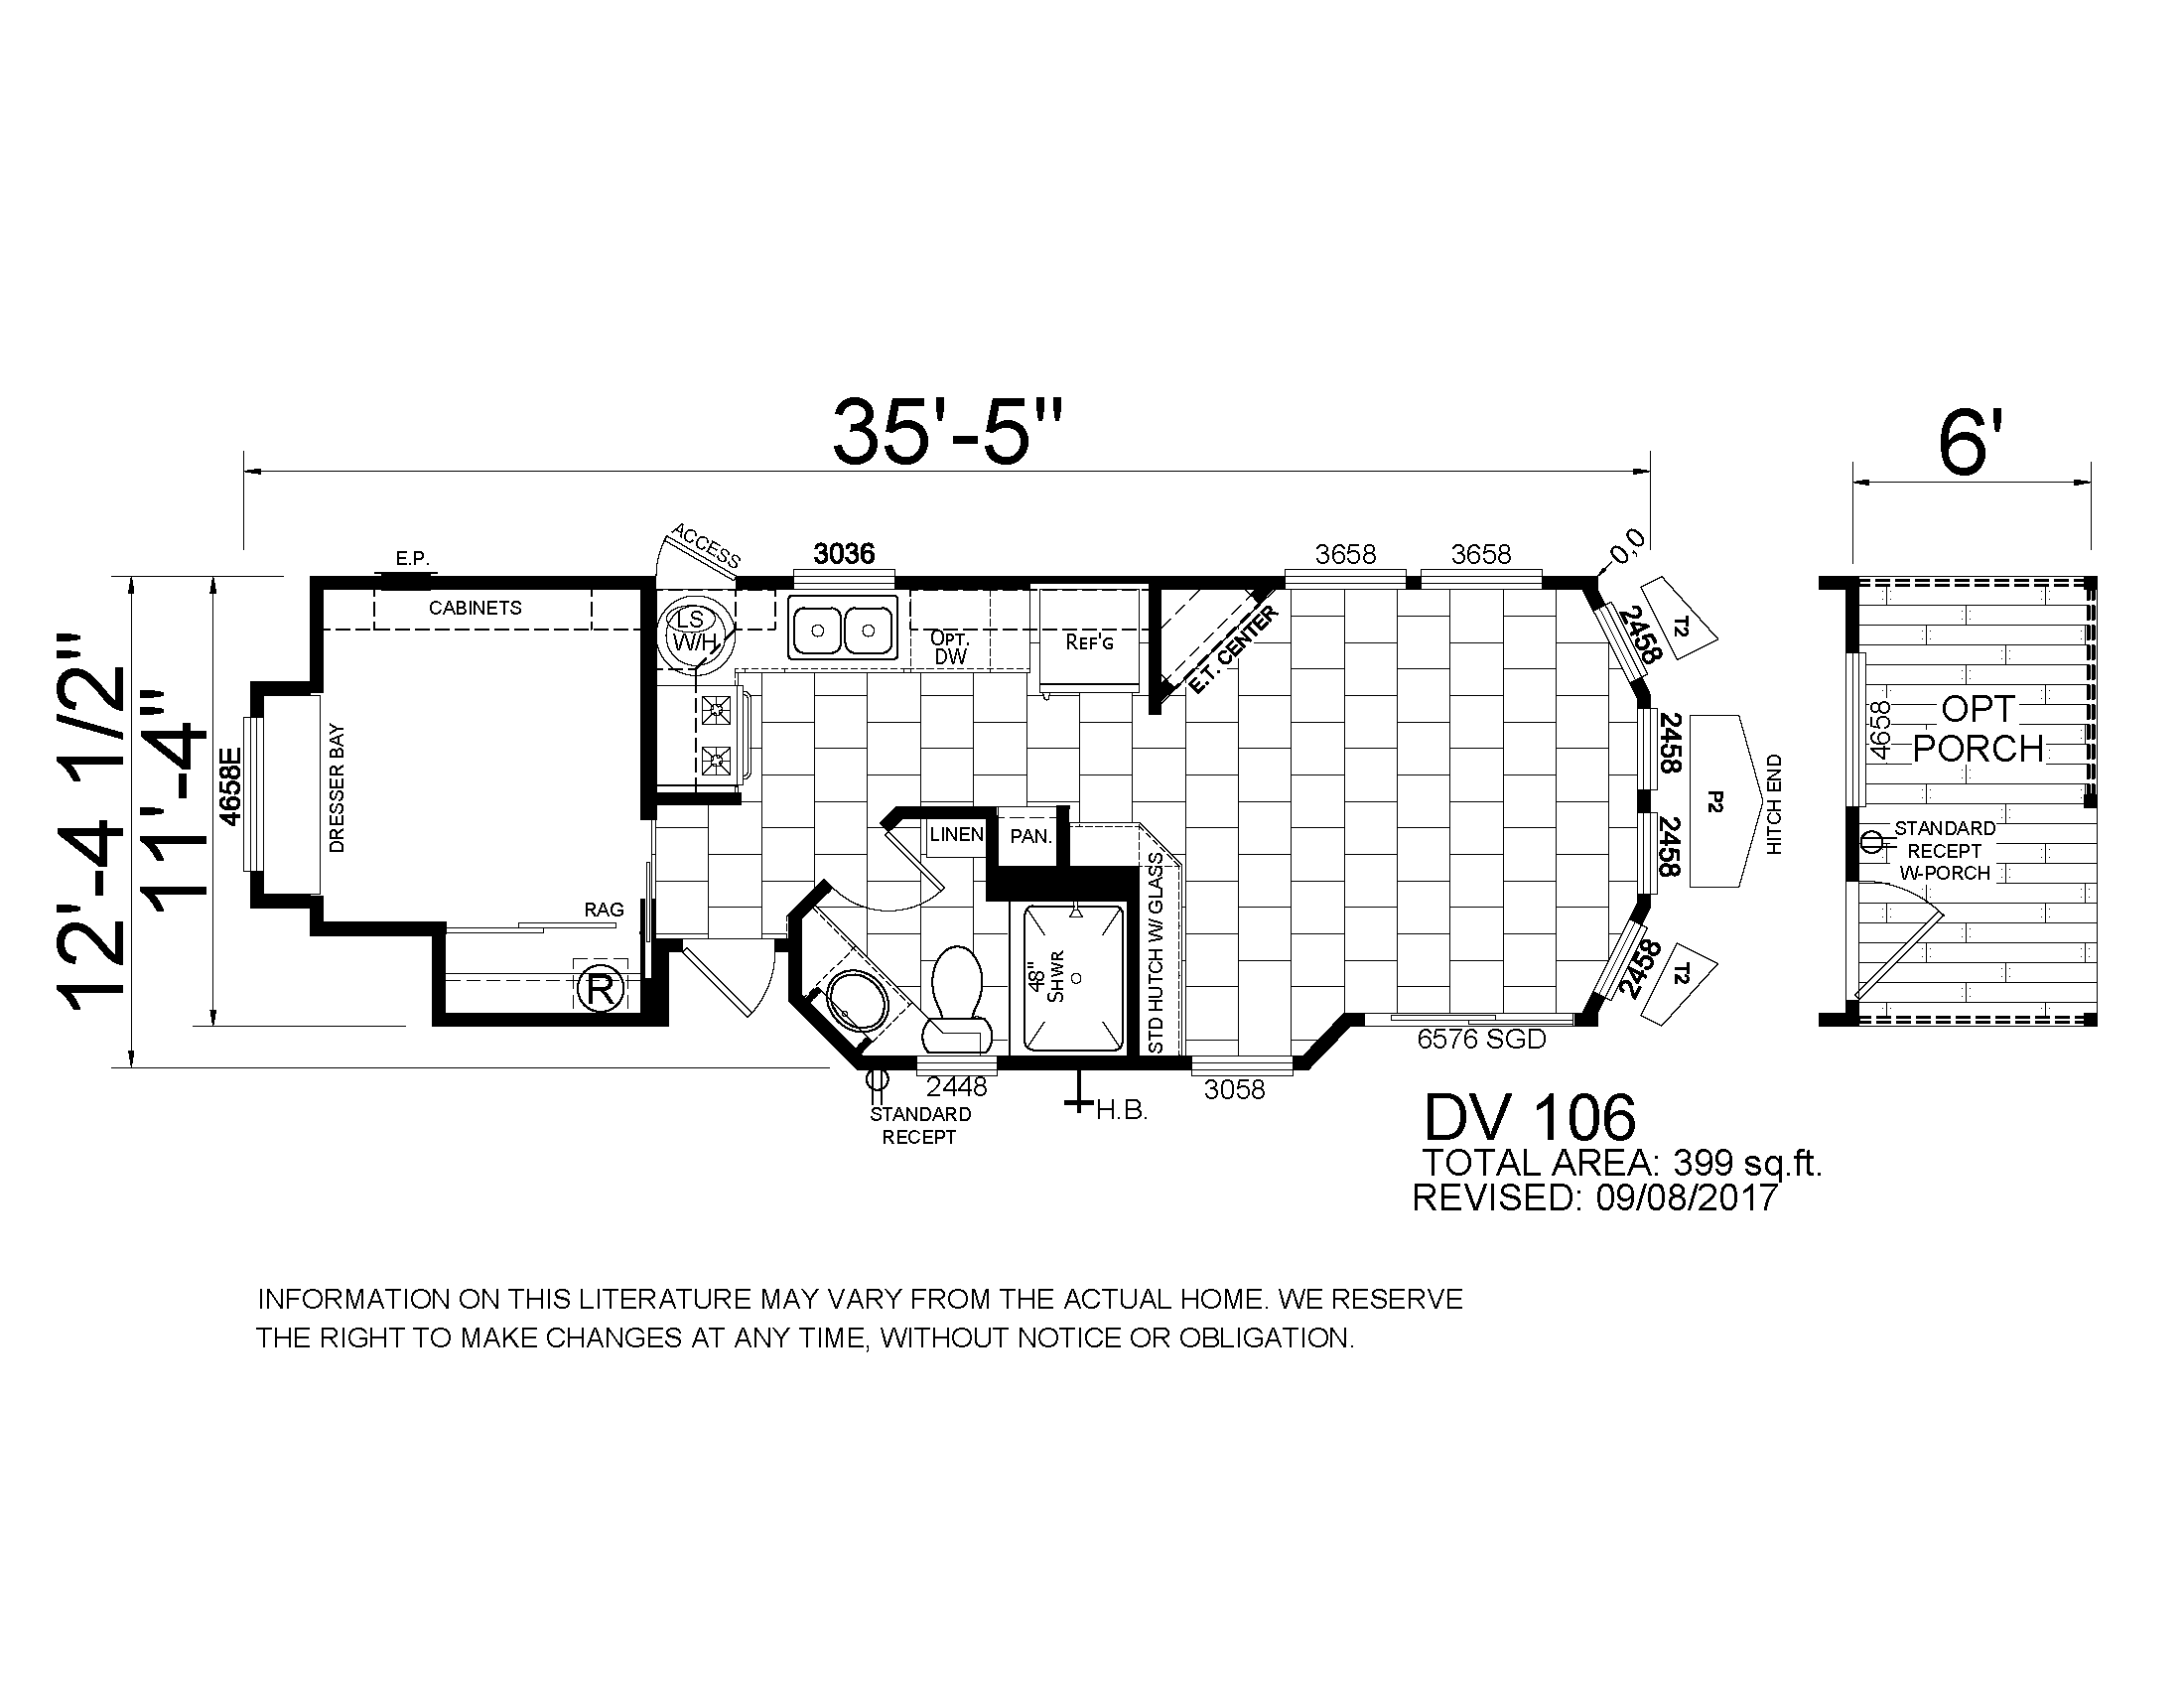 35'-5"
6'
12'-4 1/2"
11'-4"
E.P.
ACCESS
3036
3658
3658
0,0
CABINETS
LS
W/H
OPT.
DW
REF'G
E.T. CENTER
2458
T2
4658E
DRESSER BAY
2458
2458
P2
HITCH END
4658
OPT
PORCH
STANDARD
RECEPT
W-PORCH
LINEN
PAN.
STD HUTCH W/ GLASS
RAG
R
48"
SHWR
2458
T2
6576 SGD
2448
3058
STANDARD
RECEPT
H.B.
DV 106
TOTAL AREA: 399 sq.ft.
REVISED: 09/08/2017
INFORMATION ON THIS LITERATURE MAY VARY FROM THE ACTUAL HOME. WE RESERVE
THE RIGHT TO MAKE CHANGES AT ANY TIME, WITHOUT NOTICE OR OBLIGATION.